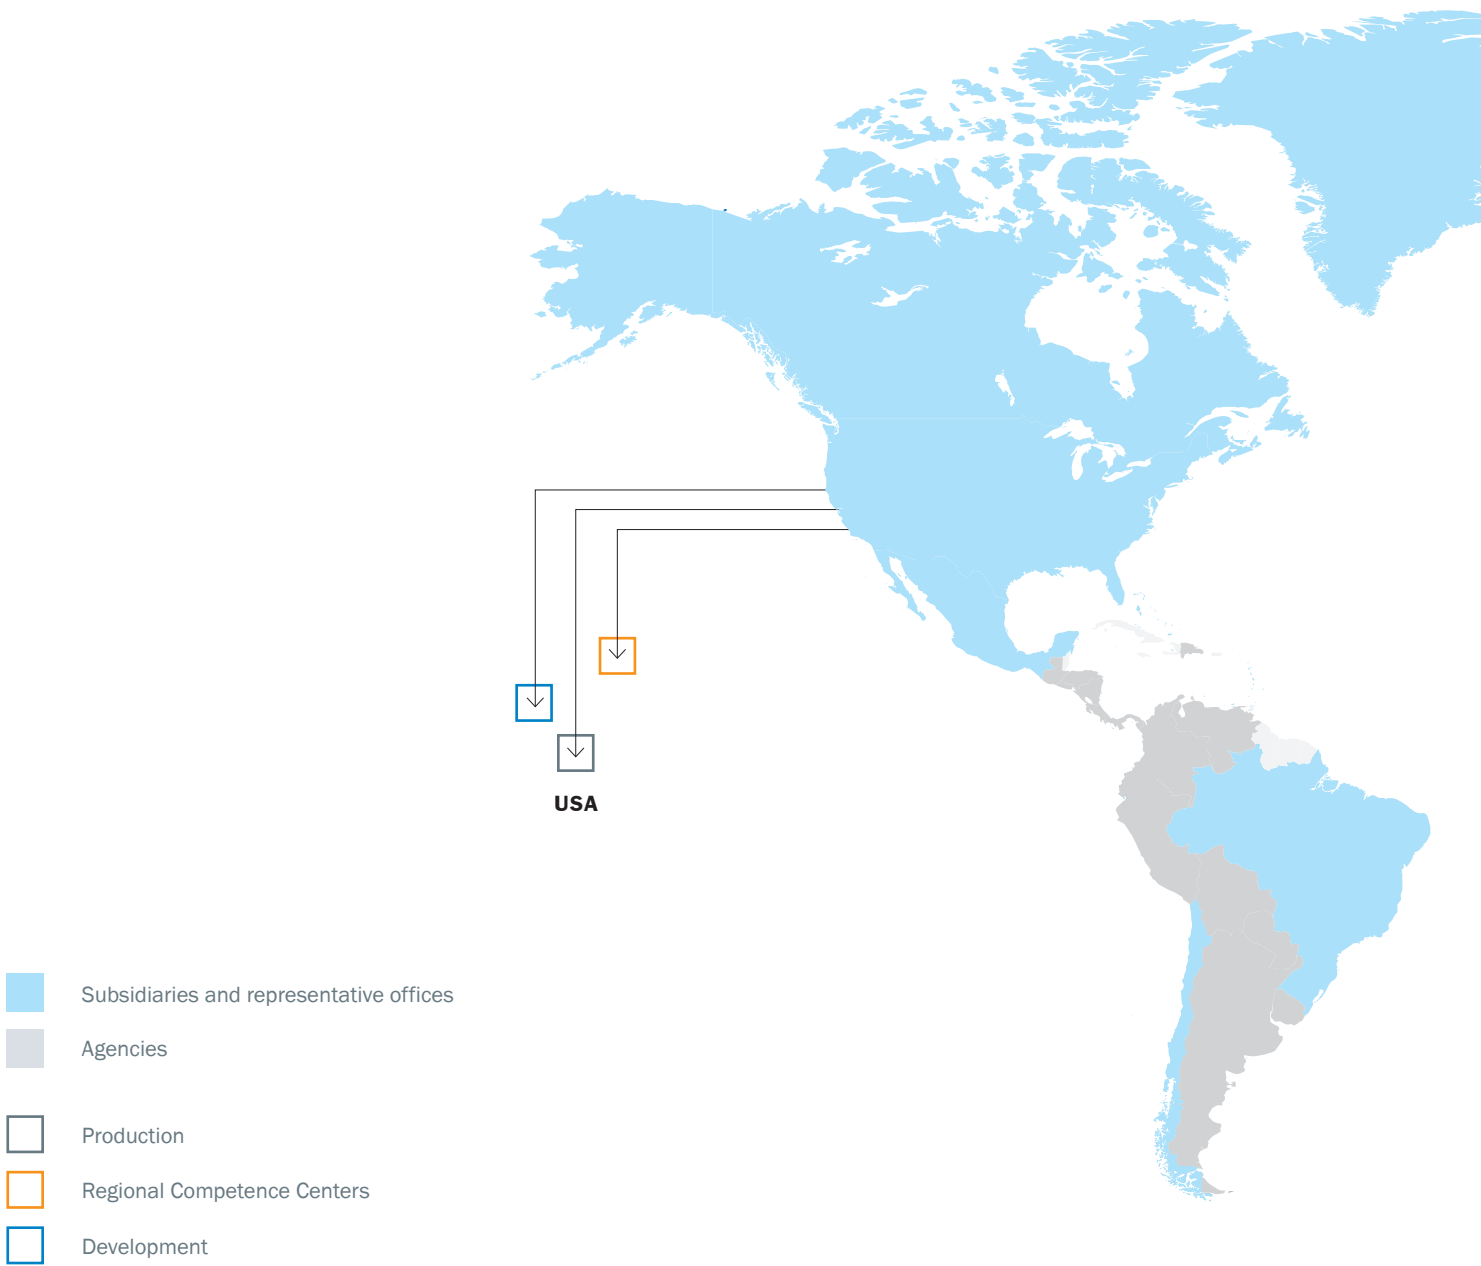 USA
Subsidiaries and representative offices
Agencies
Production
Regional Competence Centers
Development